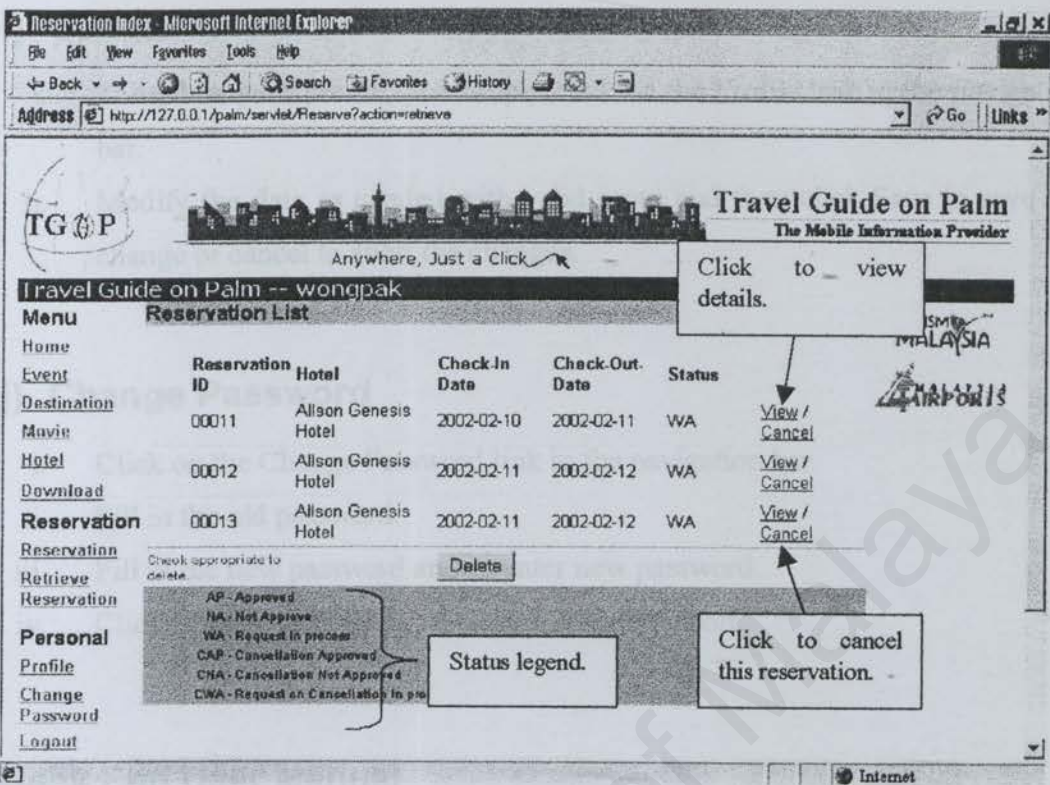 Reservation Index - Microsoft Internet Explorer
File Edit View Favorites Tools Help
Back Search Favorites History
Address http://127.0.0.1/palm/servlet/Reserve?action=retrieve Go Links »
TGOP
Travel Guide on Palm
The Mobile Information Provider
Anywhere, Just a Click
Travel Guide on Palm -- wongpak
Click to view
details.
Menu
Home
Event
Destination
Movie
Hotel
Download
Reservation
Reservation
Retrieve
Reservation
Personal
Profile
Change
Password
Logout
Reservation List
Reservation ID Hotel Check-In Date Check-Out-Date Status
00011 Allson Genesis Hotel 2002-02-10 2002-02-11 WA View / Cancel
00012 Allson Genesis Hotel 2002-02-11 2002-02-12 WA View / Cancel
00013 Allson Genesis Hotel 2002-02-11 2002-02-12 WA View / Cancel
Check appropriate to
delete.
Delete
AP - Approved
NA - Not Approve
WA - Request in process
CAP - Cancellation Approved
CNA - Cancellation Not Approved
CWA - Request on Cancellation in pro
Status legend.
Click to cancel
this reservation.
MALAYSIA
MALAYSIA
AIRPORTS
Internet
of Malaya